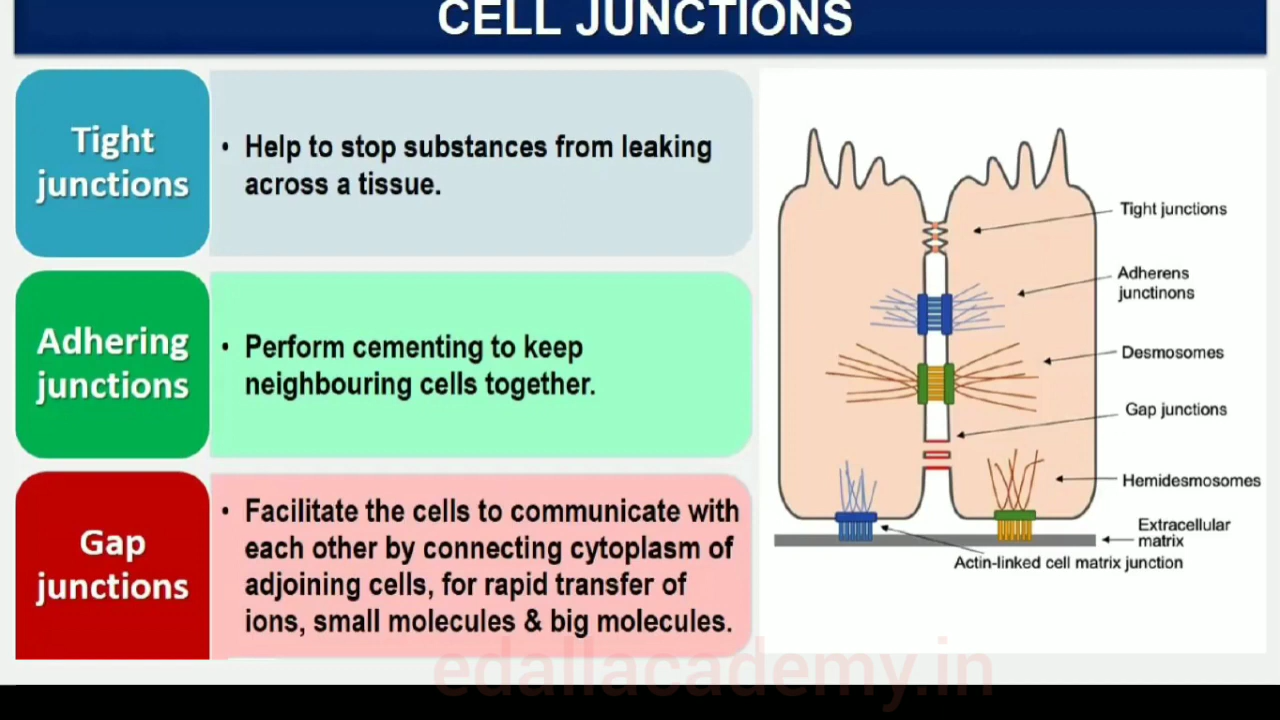 CELL JUNCTIONS
Tight
junctions
• Help to stop substances from leaking
across a tissue.
Adhering
junctions
• Perform cementing to keep
neighbouring cells together.
Gap
junctions
• Facilitate the cells to communicate with
each other by connecting cytoplasm of
adjoining cells, for rapid transfer of
ions, small molecules & big molecules.
Tight junctions
Adherens
junctinons
Desmosomes
Gap junctions
Hemidesmosomes
Extracellular
matrix
Actin-linked cell matrix junction
edallacademy.in